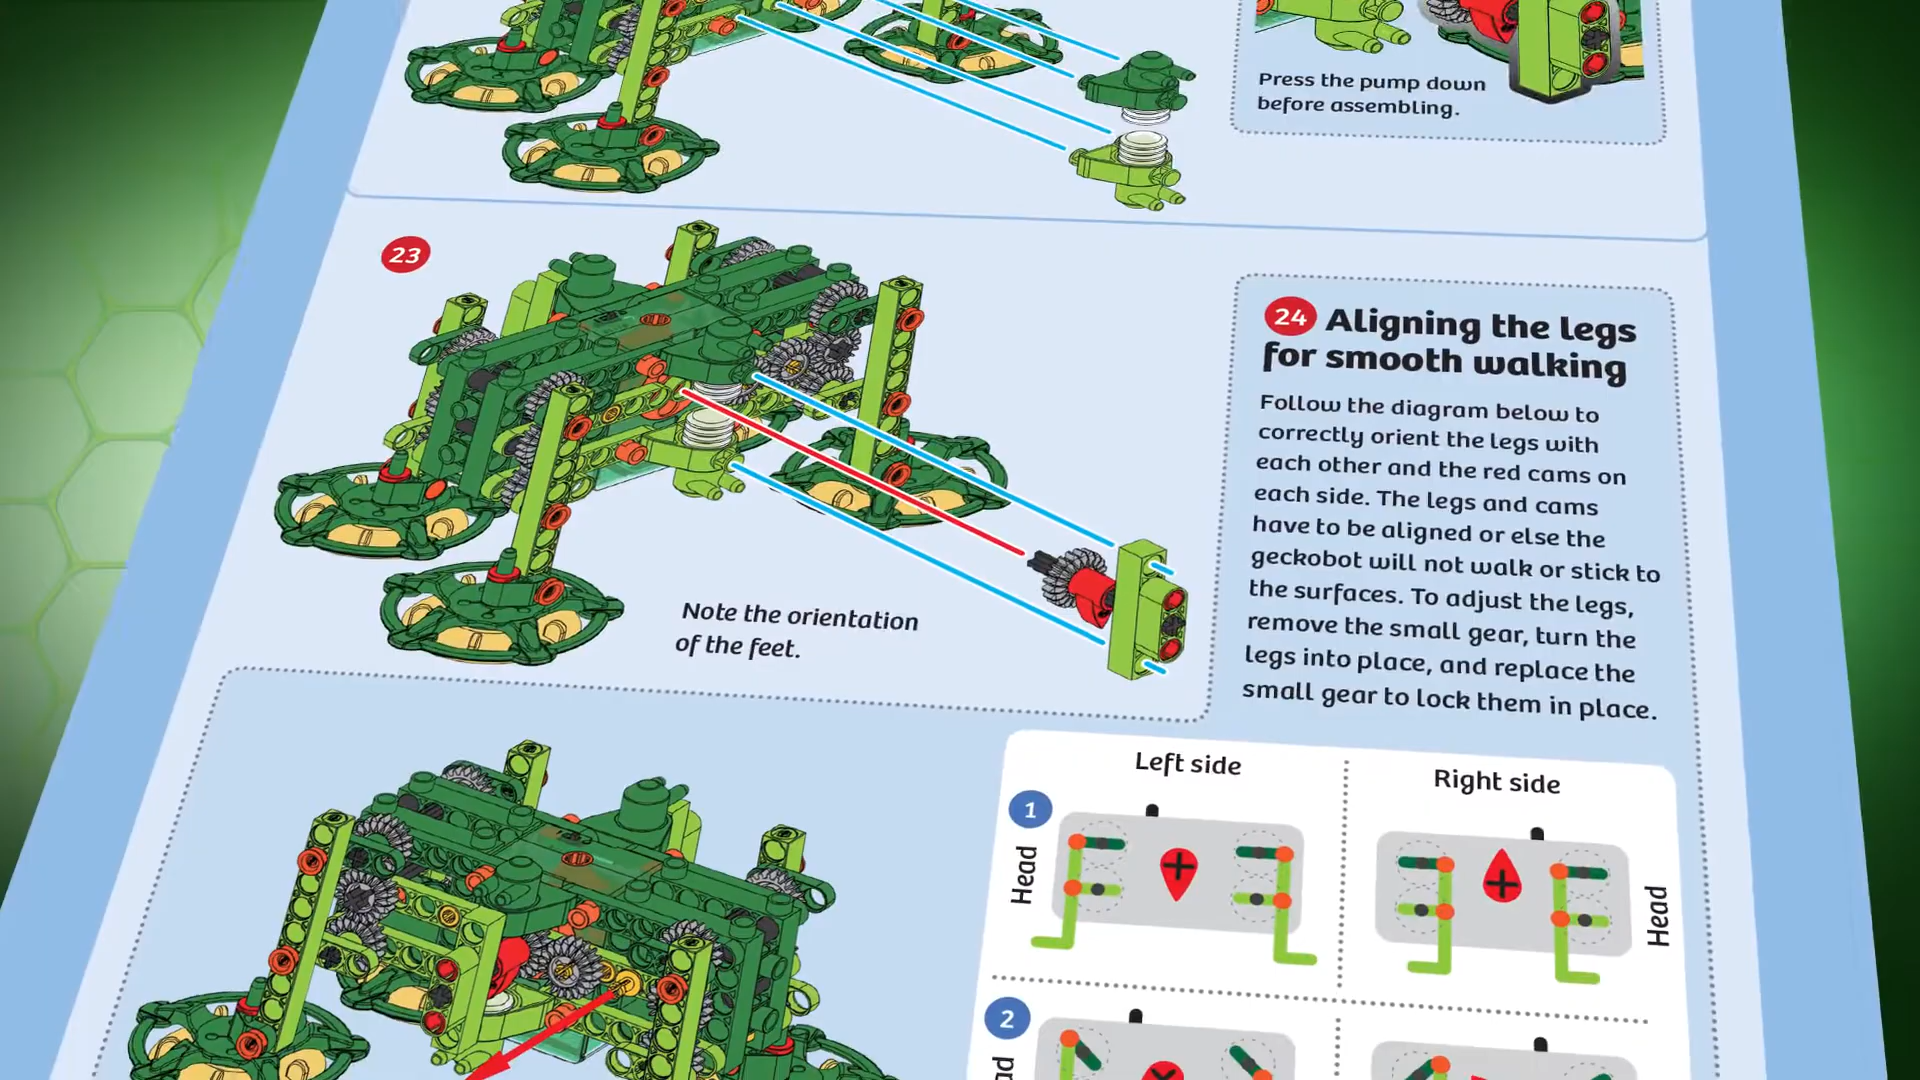 Press the pump down
before assembling.
23
Note the orientation
of the feet.
24 Aligning the legs
for smooth walking
Follow the diagram below to
correctly orient the legs with
each other and the red cams on
each side. The legs and cams
have to be aligned or else the
geckobot will not walk or stick to
the surfaces. To adjust the legs,
remove the small gear, turn the
legs into place, and replace the
small gear to lock them in place.
Left side
Right side
1
Head
Head
2